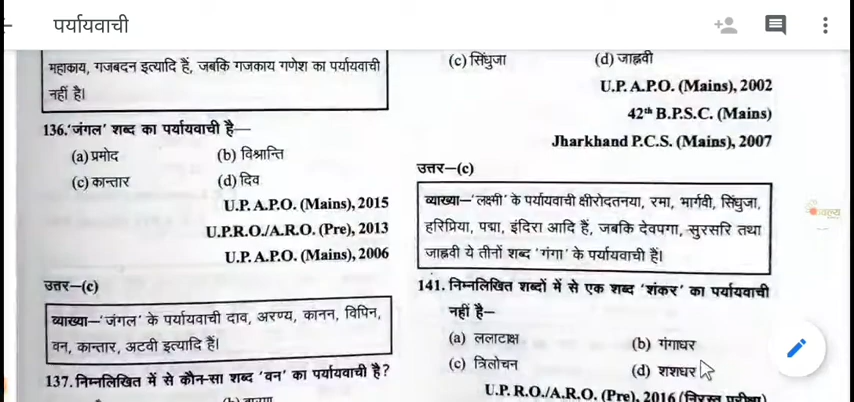 पर्यायवाची
महाकाय, गजबदन इत्यादि हैं, जबकि गजकाय गणेश का पर्यायवाची
नहीं है।
136.‘जंगल’ शब्द का पर्यायवाची है—
(a) प्रमोद (b) विश्रान्ति
(c) कान्तार (d) दिव
U.P. A.P.O. (Mains), 2015
U.P.R.O./A.R.O. (Pre), 2013
U.P. A.P.O. (Mains), 2006
उत्तर—(c)
व्याख्या—‘जंगल’ के पर्यायवाची दाव, अरण्य, कानन, विपिन,
वन, कान्तार, अटवी इत्यादि हैं।
137.निम्नलिखित में से कौन-सा शब्द ‘वन’ का पर्यायवाची है?
(c) सिंधुजा (d) जाह्नवी
U.P. A.P.O. (Mains), 2002
42th B.P.S.C. (Mains)
Jharkhand P.C.S. (Mains), 2007
उत्तर—(c)
व्याख्या—‘लक्ष्मी’ के पर्यायवाची क्षीरोदतनया, रमा, भार्गवी, सिंधुजा,
हरिप्रिया, पद्मा, इंदिरा आदि हैं, जबकि देवपगा, सुरसरि तथा
जाह्नवी ये तीनों शब्द ‘गंगा’ के पर्यायवाची हैं।
141. निम्नलिखित शब्दों में से एक शब्द ‘शंकर’ का पर्यायवाची
नहीं है—
(a) ललाटाक्ष (b) गंगाधर
(c) त्रिलोचन (d) शशधर
U.P. R.O./A.R.O. (Pre), 2016 (निरस्त परीक्षा)